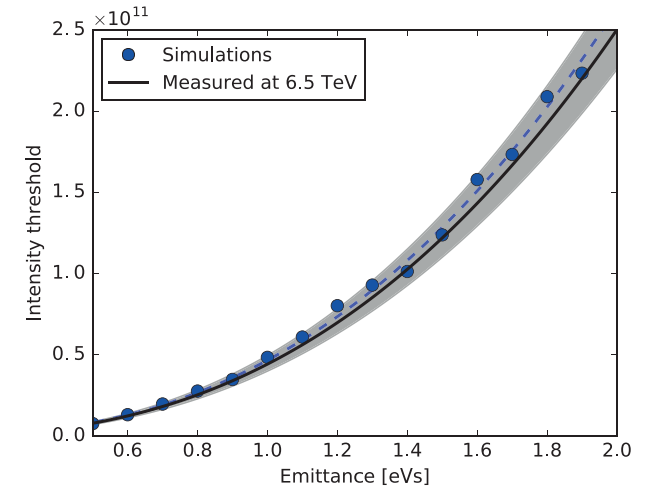 ×10¹¹
2.5
Simulations
Measured at 6.5 TeV
2.0
1.5
1.0
0.5
0.0
Intensity threshold
0.6 0.8 1.0 1.2 1.4 1.6 1.8 2.0
Emittance [eVs]